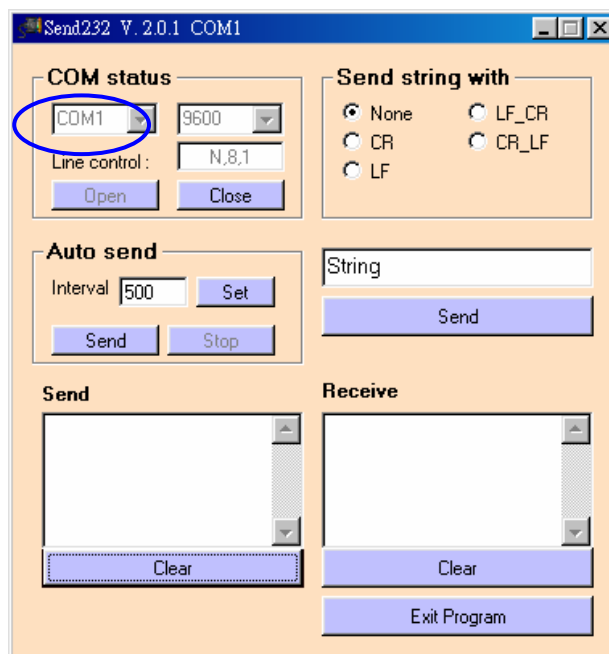 Send232 V. 2.0.1 COM1
COM status
COM1 9600
Line control : N,8,1
Open Close
Send string with
None LF_CR
CR CR_LF
LF
Auto send
Interval 500 Set
Send Stop
String
Send
Send
Clear
Receive
Clear
Exit Program